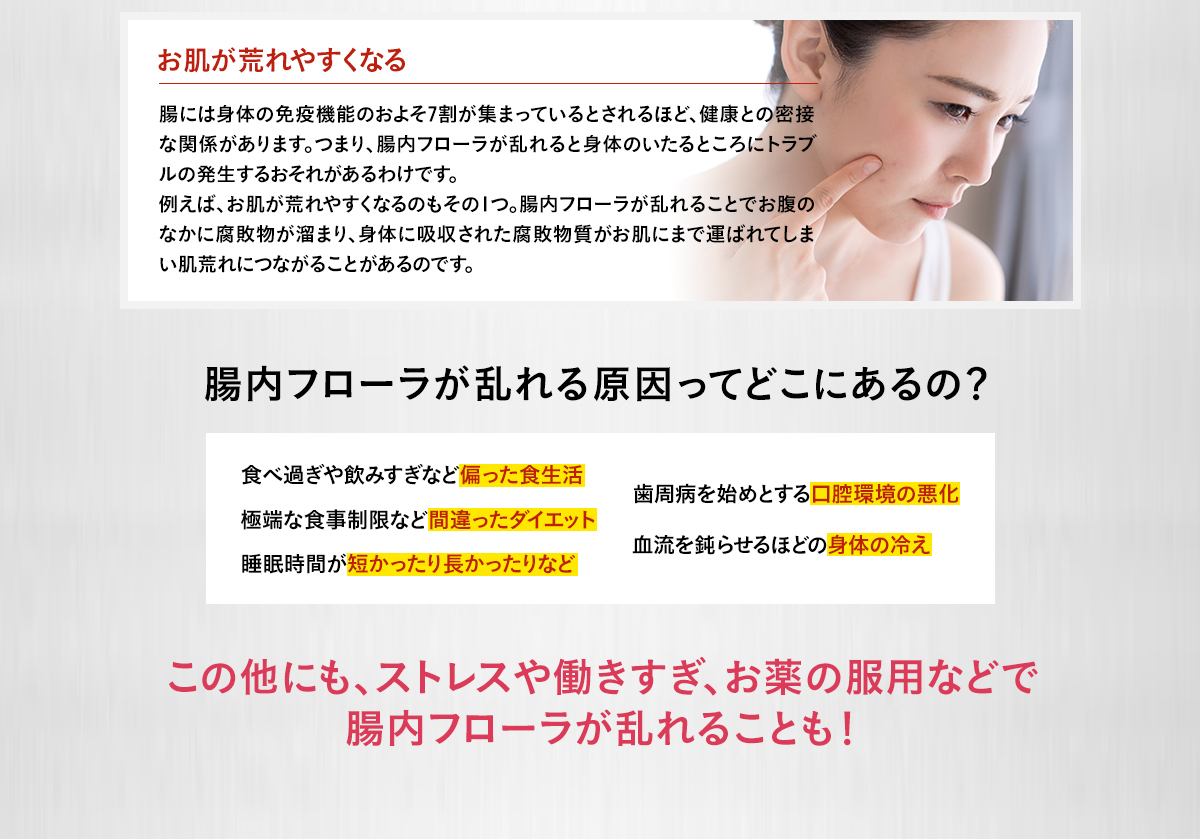 お肌が荒れやすくなる
腸には身体の免疫機能のおよそ7割が集まっているとされるほど、健康との密接
な関係があります。つまり、腸内フローラが乱れると身体のいたるところにトラブ
ルの発生するおそれがあるわけです。
例えば、お肌が荒れやすくなるのもその1つ。腸内フローラが乱れることでお腹の
なかに腐敗物が溜まり、身体に吸収された腐敗物質がお肌にまで運ばれてしま
い肌荒れにつながることがあるのです。
腸内フローラが乱れる原因ってどこにあるの？
食べ過ぎや飲みすぎなど偏った食生活
極端な食事制限など間違ったダイエット
睡眠時間が短かったり長かったりなど
歯周病を始めとする口腔環境の悪化
血流を鈍らせるほどの身体の冷え
この他にも、ストレスや働きすぎ、お薬の服用などで
腸内フローラが乱れることも！